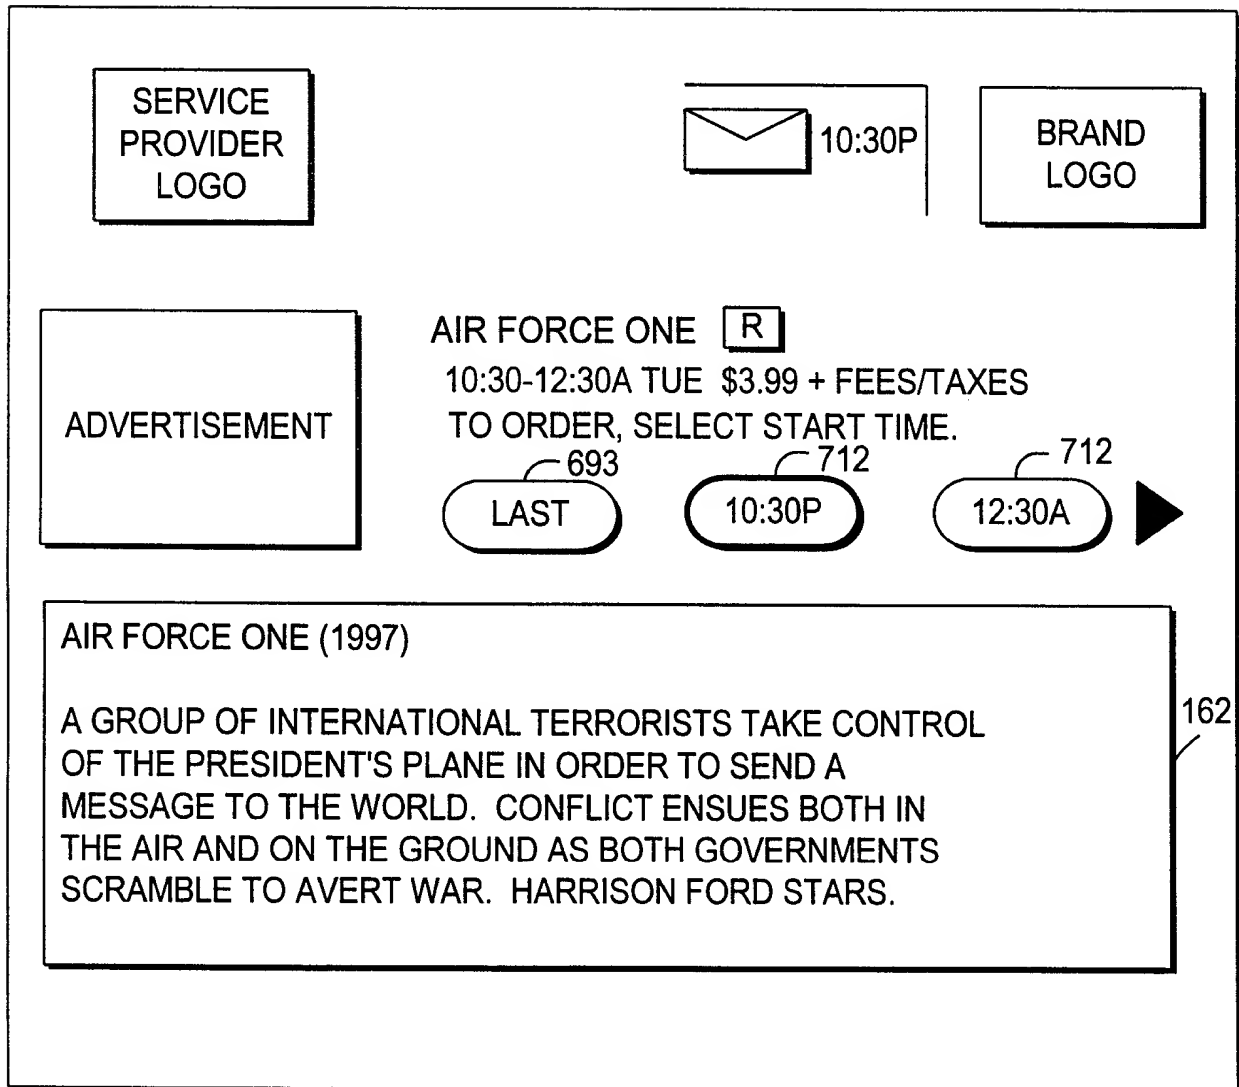 SERVICE
PROVIDER
LOGO
10:30P
BRAND
LOGO
ADVERTISEMENT
AIR FORCE ONE R
10:30-12:30A TUE $3.99 + FEES/TAXES
TO ORDER, SELECT START TIME.
693 712 712
LAST 10:30P 12:30A
AIR FORCE ONE (1997)
A GROUP OF INTERNATIONAL TERRORISTS TAKE CONTROL
OF THE PRESIDENT'S PLANE IN ORDER TO SEND A
MESSAGE TO THE WORLD. CONFLICT ENSUES BOTH IN
THE AIR AND ON THE GROUND AS BOTH GOVERNMENTS
SCRAMBLE TO AVERT WAR. HARRISON FORD STARS.
162